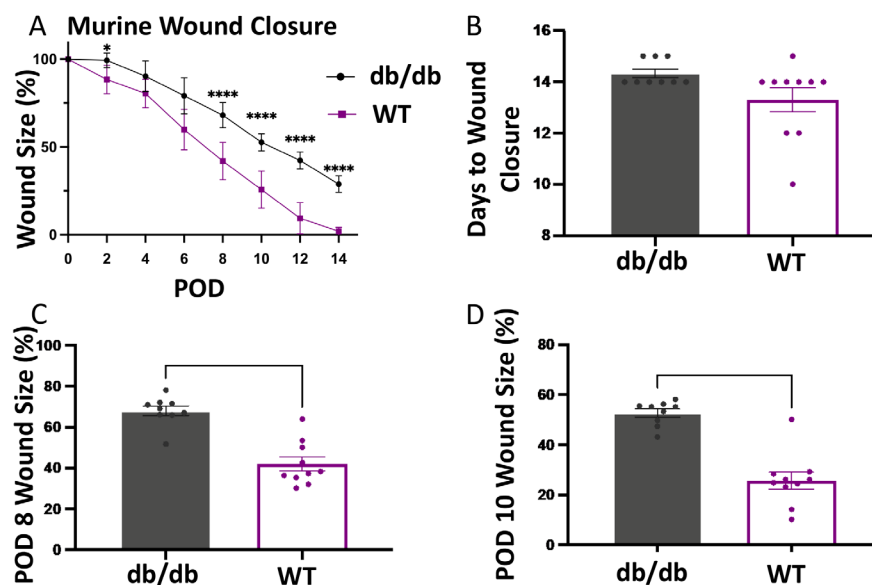 A Murine Wound Closure
Wound Size (%)
100
50
0
*
****
****
****
****
db/db
WT
0 2 4 6 8 10 12 14
POD
B
Days to Wound
Closure
16
14
12
10
8
db/db WT
C
POD 8 Wound Size (%)
100
80
60
40
20
0
db/db WT
D
POD 10 Wound Size (%)
80
60
40
20
0
db/db WT